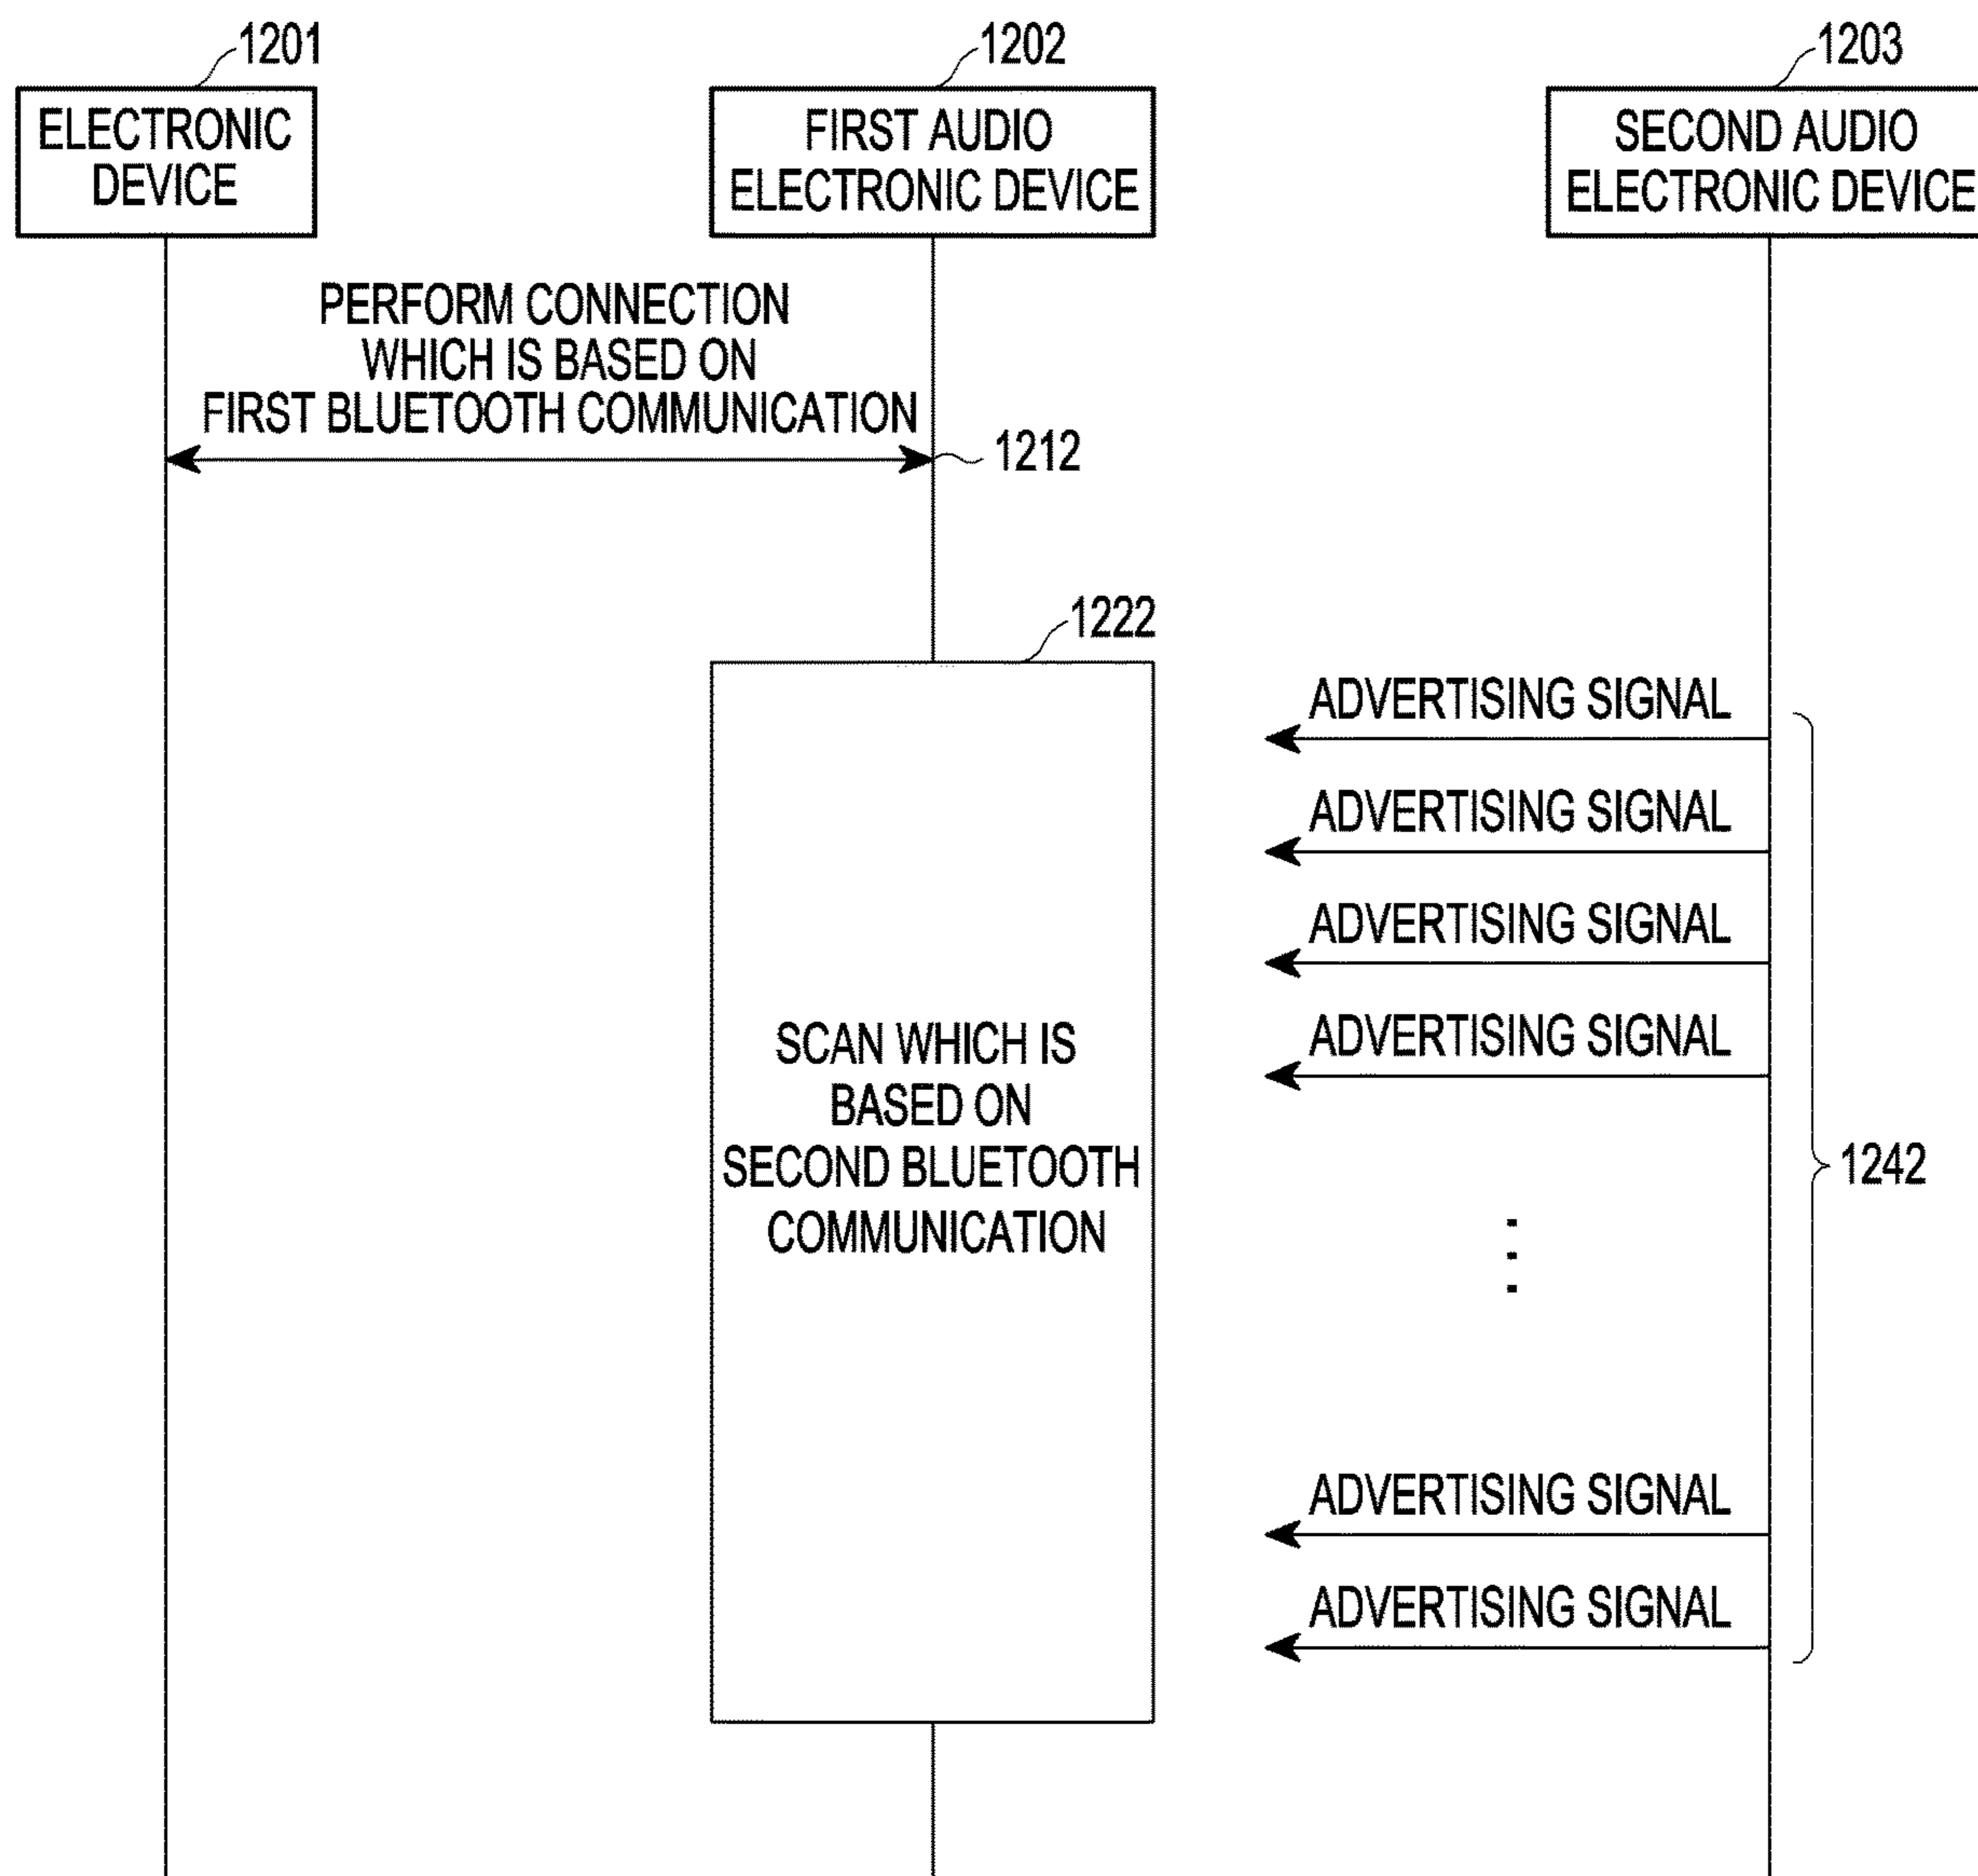 1201
1202
1203
ELECTRONIC
DEVICE
FIRST AUDIO
ELECTRONIC DEVICE
SECOND AUDIO
ELECTRONIC DEVICE
PERFORM CONNECTION
WHICH IS BASED ON
FIRST BLUETOOTH COMMUNICATION
1212
1222
ADVERTISING SIGNAL
ADVERTISING SIGNAL
ADVERTISING SIGNAL
ADVERTISING SIGNAL
SCAN WHICH IS
BASED ON
SECOND BLUETOOTH
COMMUNICATION
1242
ADVERTISING SIGNAL
ADVERTISING SIGNAL